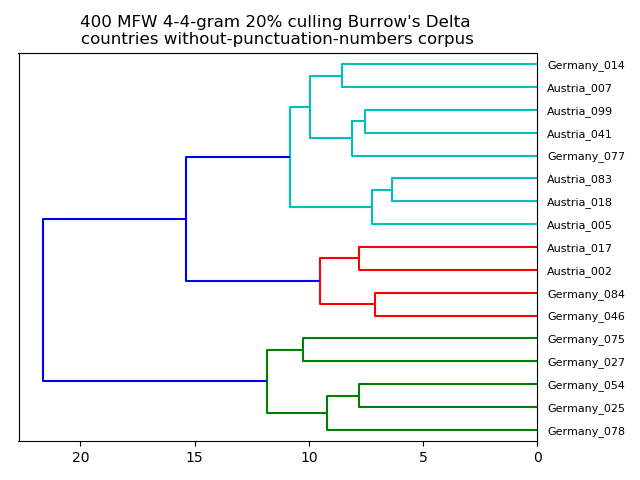 400 MFW 4-4-gram 20% culling Burrow's Delta
countries without-punctuation-numbers corpus
Germany_014
Austria_007
Austria_099
Austria_041
Germany_077
Austria_083
Austria_018
Austria_005
Austria_017
Austria_002
Germany_084
Germany_046
Germany_075
Germany_027
Germany_054
Germany_025
Germany_078
20 15 10 5 0